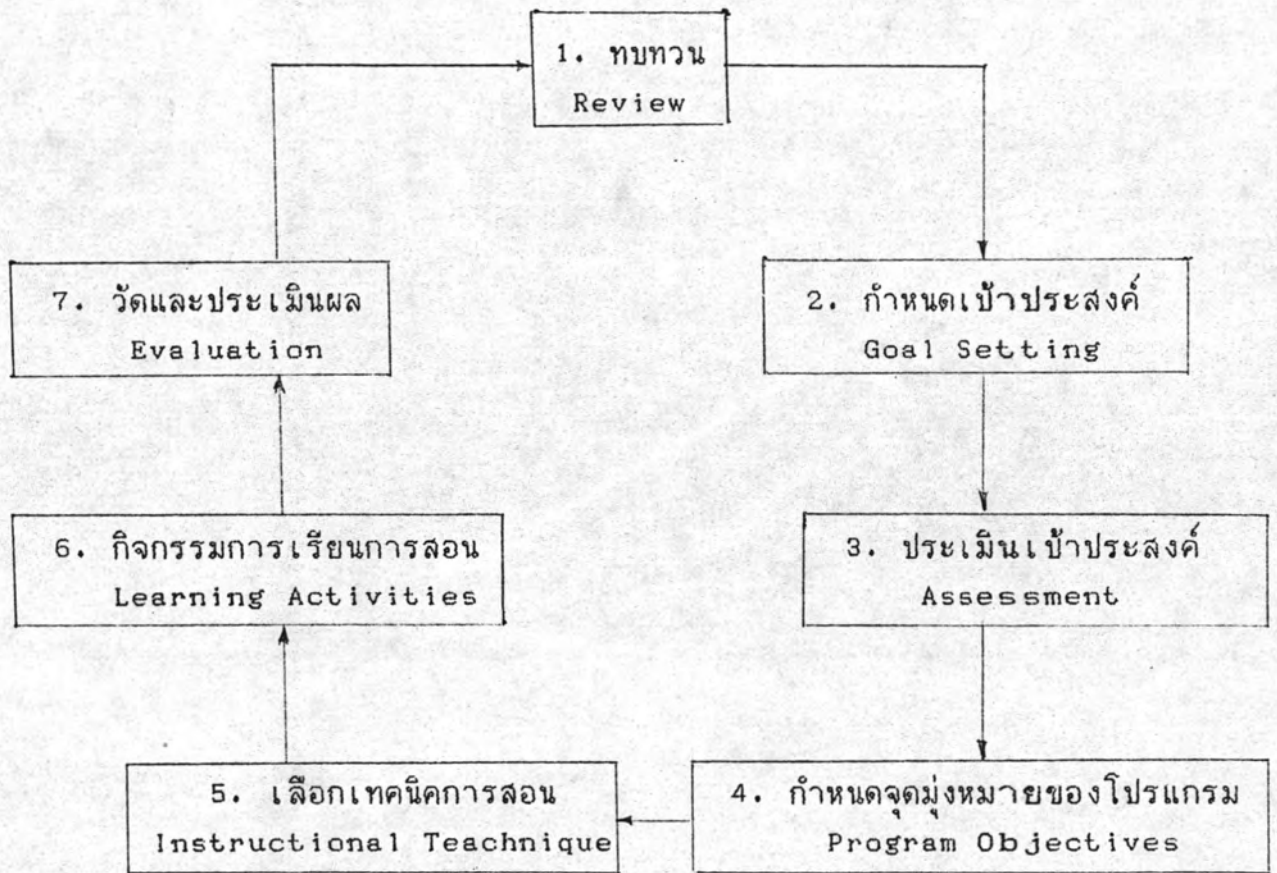 1. ทบทวน
Review
2. กำหนดเป้าประสงค์
Goal Setting
3. ประเมินเป้าประสงค์
Assessment
4. กำหนดจุดมุ่งหมายของโปรแกรม
Program Objectives
5. เลือกเทคนิคการสอน
Instructional Teachnique
6. กิจกรรมการเรียนการสอน
Learning Activities
7. วัดและประเมินผล
Evaluation